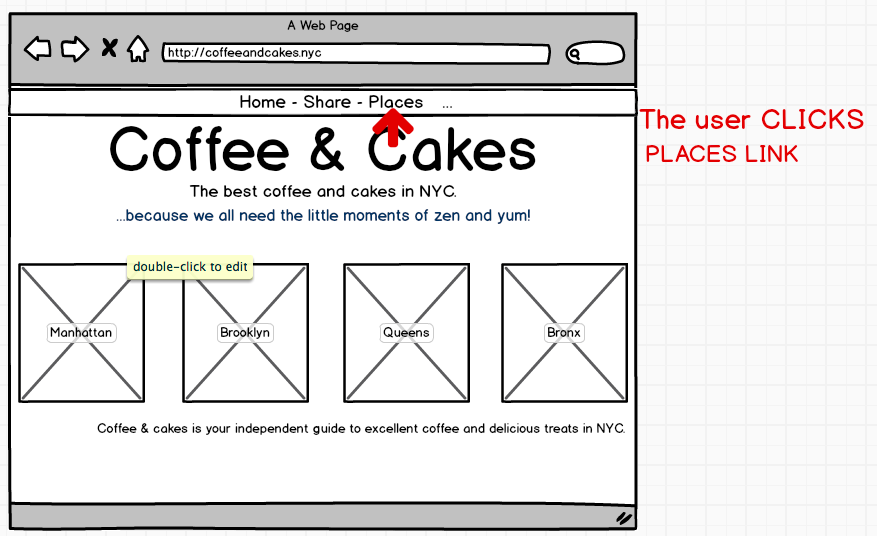 A Web Page
http://coffeeandcakes.nyc
Home - Share - Places ...
The user CLICKS
PLACES LINK
Coffee & Cakes
The best coffee and cakes in NYC.
...because we all need the little moments of zen and yum!
double-click to edit
Manhattan
Brooklyn
Queens
Bronx
Coffee & cakes is your independent guide to excellent coffee and delicious treats in NYC.